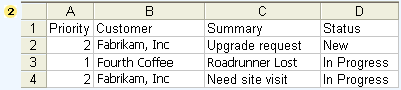 2
A B C D
1 Priority Customer Summary Status
2 2 Fabrikam, Inc Upgrade request New
3 1 Fourth Coffee Roadrunner Lost In Progress
4 2 Fabrikam, Inc Need site visit In Progress